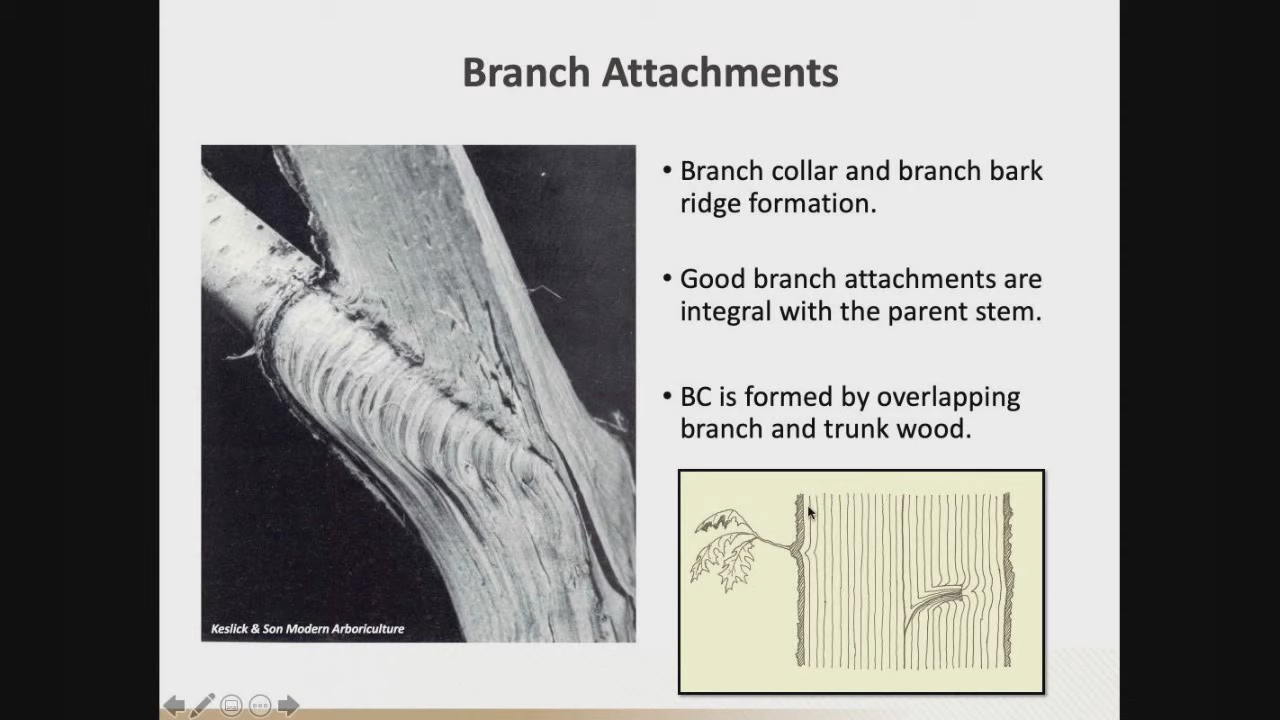 Branch Attachments
• Branch collar and branch bark
ridge formation.
• Good branch attachments are
integral with the parent stem.
• BC is formed by overlapping
branch and trunk wood.
Keslick & Son Modern Arboriculture